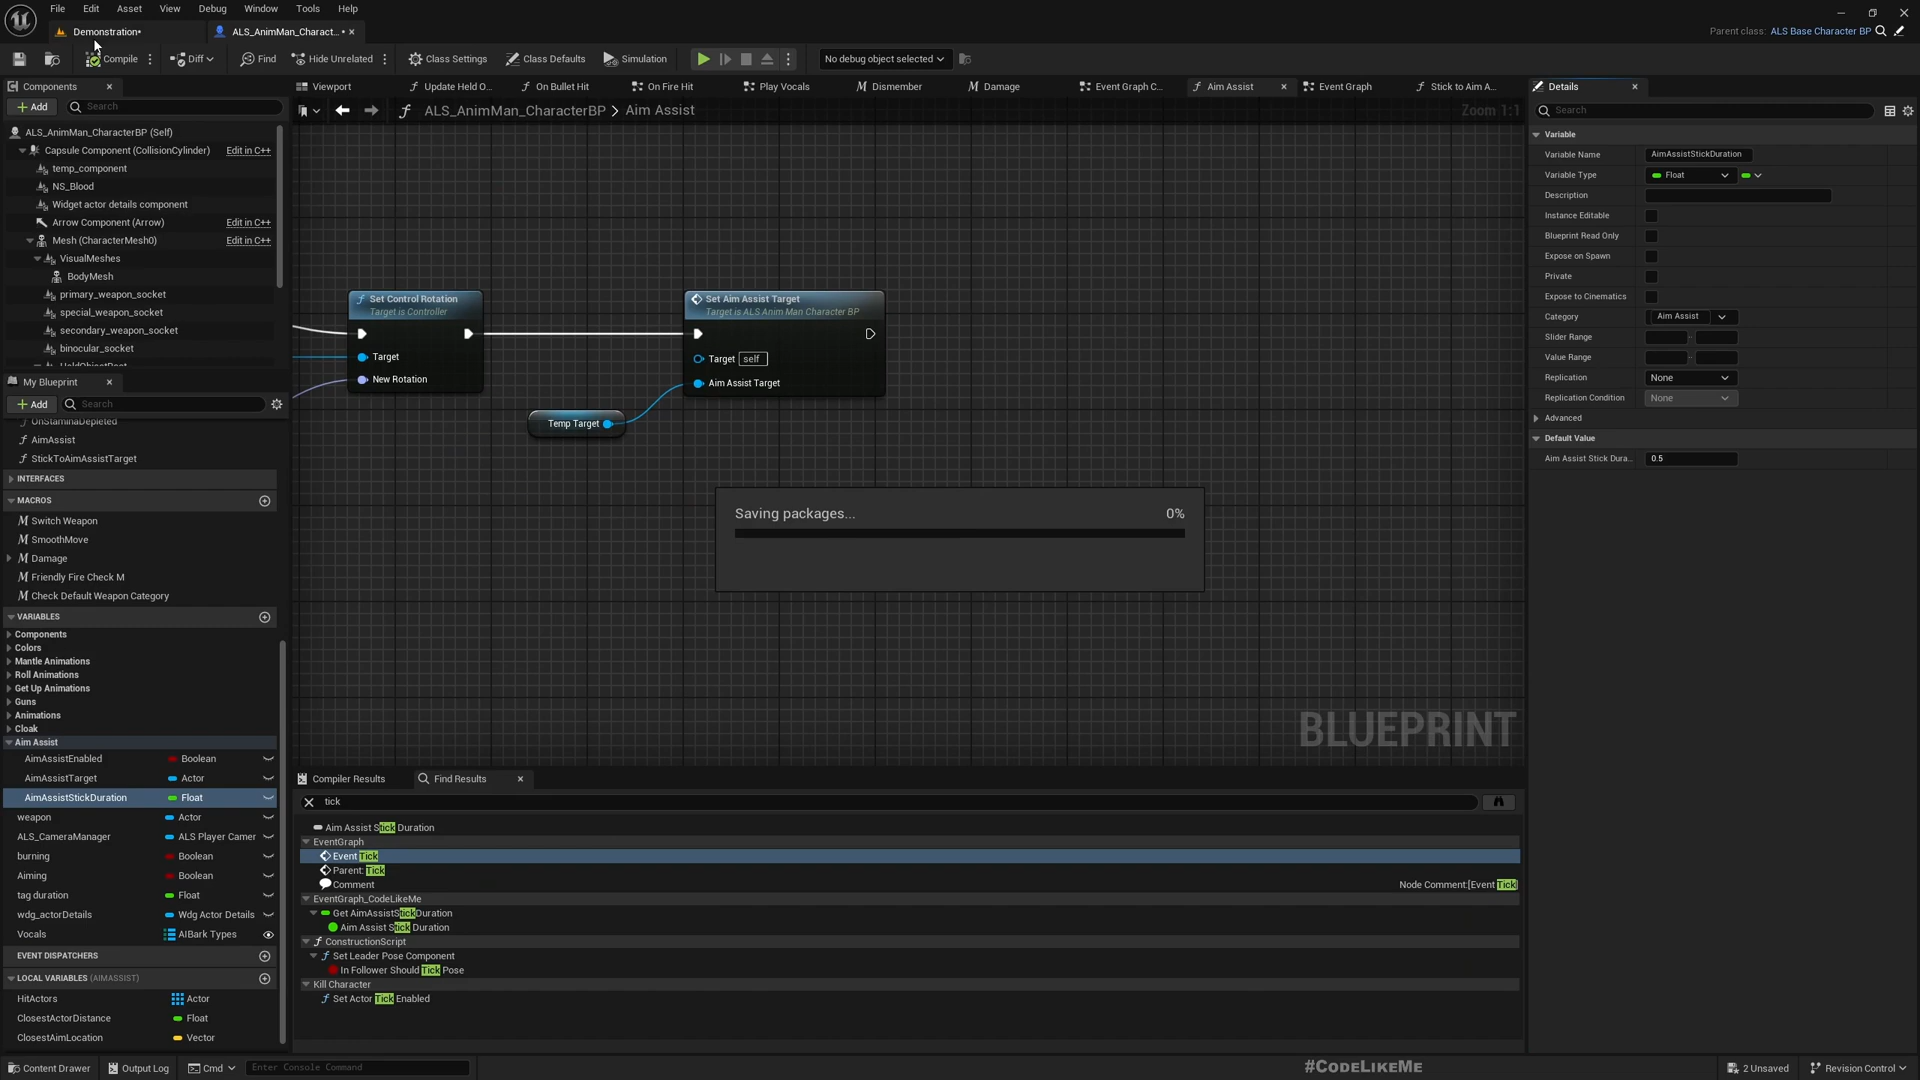 File Edit Asset View Debug Window Tools Help
Demonstration•
ALS_AnimMan_Charact... •
Parent class: ALS Base Character BP
Compile
Diff
Find
Hide Unrelated
Class Settings
Class Defaults
Simulation
No debug object selected
Components
Viewport
Update Held O...
On Bullet Hit
On Fire Hit
Play Vocals
Dismember
Damage
Event Graph C...
Aim Assist
Event Graph
Stick to Aim A...
Details
Add
Search
ALS_AnimMan_CharacterBP > Aim Assist
Zoom 1:1
Search
ALS_AnimMan_CharacterBP (Self)
Capsule Component (CollisionCylinder) Edit in C++
temp_component
NS_Blood
Widget actor details component
Arrow Component (Arrow) Edit in C++
Mesh (CharacterMesh0) Edit in C++
VisualMeshes
BodyMesh
primary_weapon_socket
special_weapon_socket
secondary_weapon_socket
binocular_socket
HeldObjectRoot
My Blueprint
Add
Search
OnStaminaDepleted
AimAssist
StickToAimAssistTarget
INTERFACES
MACROS
Switch Weapon
SmoothMove
Damage
Friendly Fire Check M
Check Default Weapon Category
VARIABLES
Components
Colors
Mantle Animations
Roll Animations
Get Up Animations
Guns
Animations
Cloak
Aim Assist
AimAssistEnabled Boolean
AimAssistTarget Actor
AimAssistStickDuration Float
weapon Actor
ALS_CameraManager ALS Player Camer
burning Boolean
Aiming Boolean
tag duration Float
wdg_actorDetails Wdg Actor Details
Vocals AIBark Types
EVENT DISPATCHERS
LOCAL VARIABLES (AIMASSIST)
HitActors Actor
ClosestActorDistance Float
ClosestAimLocation Vector
Set Control Rotation
Target is Controller
Target
New Rotation
Set Aim Assist Target
Target is ALS Anim Man Character BP
Target self
Aim Assist Target
Temp Target
Saving packages... 0%
BLUEPRINT
Compiler Results
Find Results
tick
Aim Assist Stick Duration
EventGraph
Event Tick
Parent: Tick
Comment Node Comment:[Event Tick]
EventGraph_CodeLikeMe
Get AimAssistStickDuration
Aim Assist Stick Duration
ConstructionScript
Set Leader Pose Component
In Follower Should Tick Pose
Kill Character
Set Actor Tick Enabled
Variable
Variable Name AimAssistStickDuration
Variable Type Float
Description
Instance Editable
Blueprint Read Only
Expose on Spawn
Private
Expose to Cinematics
Category Aim Assist
Slider Range
Value Range
Replication None
Replication Condition None
Advanced
Default Value
Aim Assist Stick Dura... 0.5
Content Drawer
Output Log
Cmd
Enter Console Command
#CODELIKEME
2 Unsaved
Revision Control